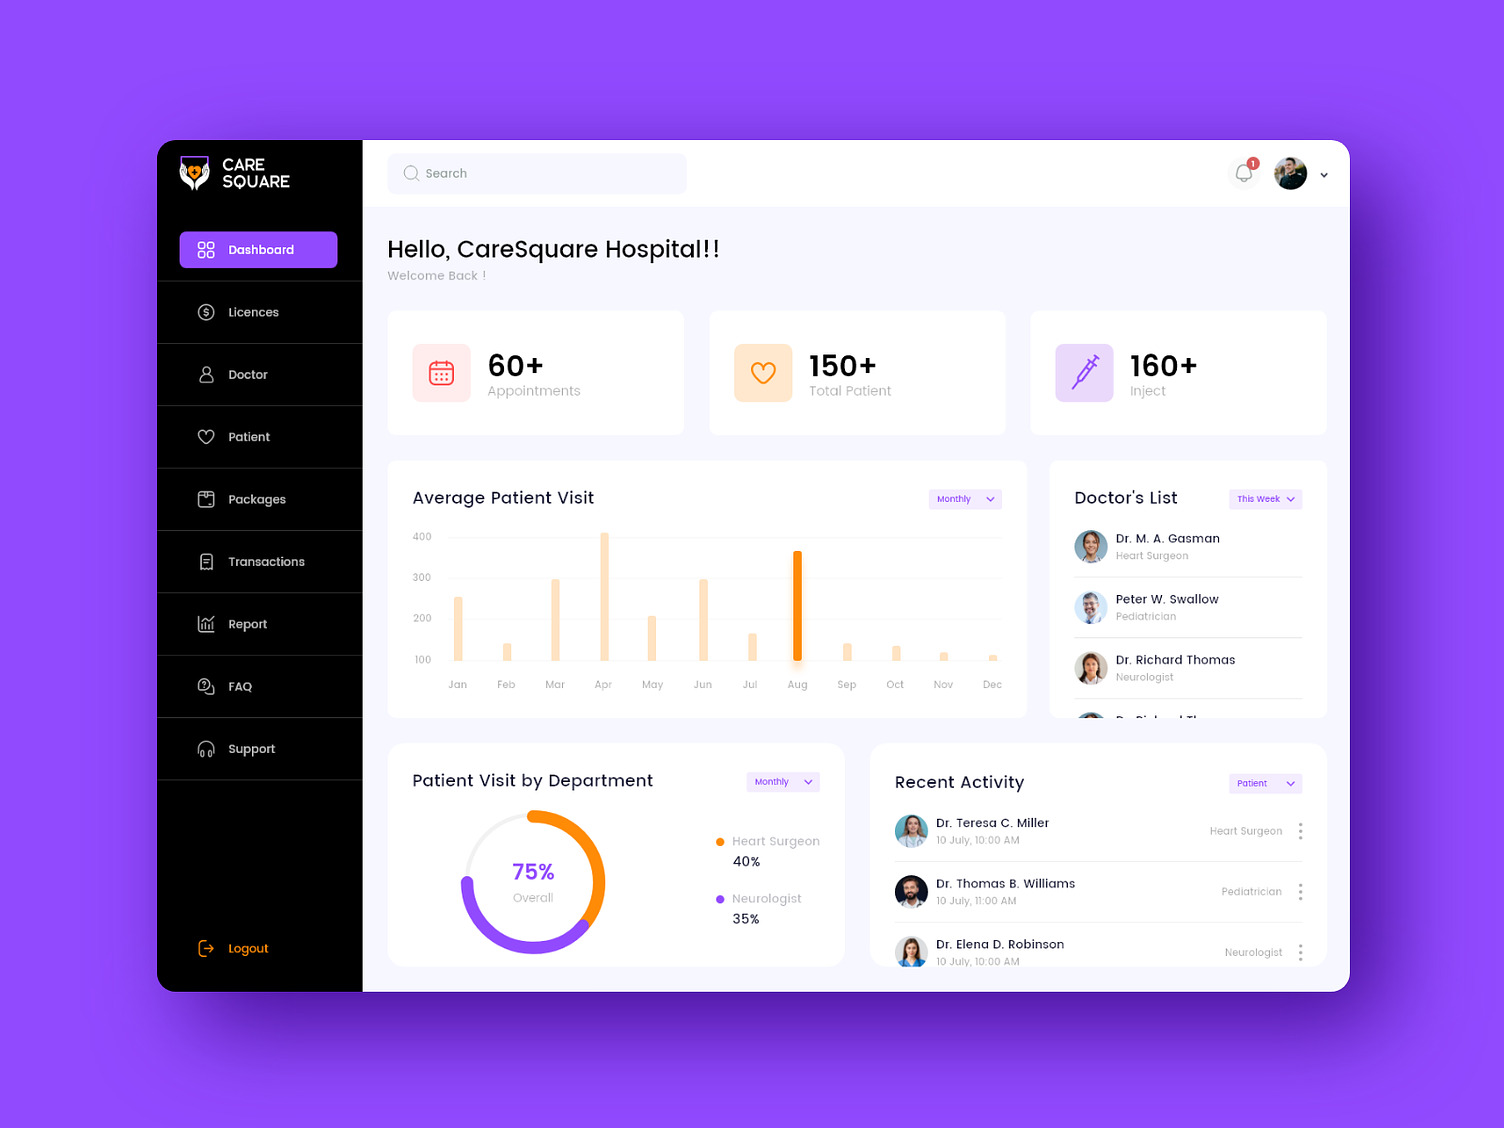 CARE
SQUARE
Search
1
Dashboard
Licences
Doctor
Patient
Packages
Transactions
Report
FAQ
Support
Logout
Hello, CareSquare Hospital!!
Welcome Back !
60+
Appointments
150+
Total Patient
160+
Inject
Average Patient Visit
Monthly
400
300
200
100
Jan Feb Mar Apr May Jun Jul Aug Sep Oct Nov Dec
Doctor's List
This Week
Dr. M. A. Gasman
Heart Surgeon
Peter W. Swallow
Pediatrician
Dr. Richard Thomas
Neurologist
Patient Visit by Department
Monthly
75%
Overall
Heart Surgeon
40%
Neurologist
35%
Recent Activity
Patient
Dr. Teresa C. Miller
10 July, 10:00 AM
Heart Surgeon
Dr. Thomas B. Williams
10 July, 11:00 AM
Pediatrician
Dr. Elena D. Robinson
10 July, 10:00 AM
Neurologist